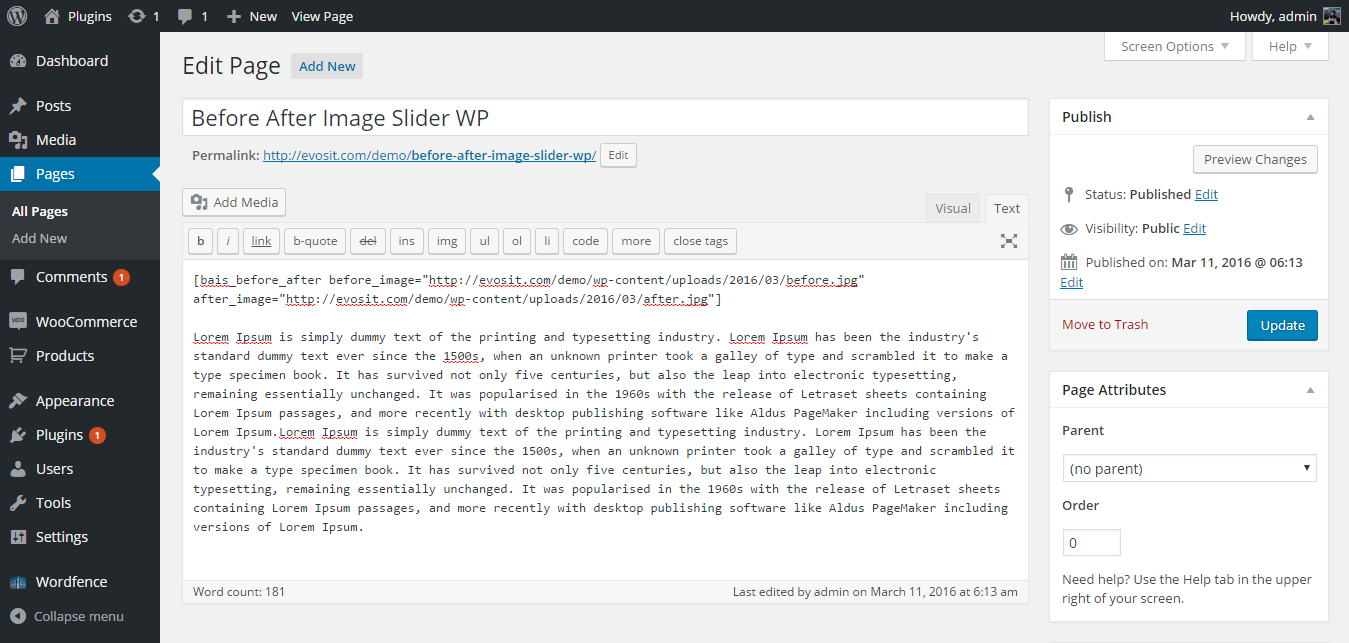 Plugins 1 1 New View Page Howdy, admin
Screen Options Help
Dashboard
Posts
Media
Pages
All Pages
Add New
Comments 1
WooCommerce
Products
Appearance
Plugins 1
Users
Tools
Settings
Wordfence
Collapse menu
Edit Page Add New
Before After Image Slider WP
Permalink: http://evosit.com/demo/before-after-image-slider-wp/ Edit
Add Media
Visual Text
b i link b-quote del ins img ul ol li code more close tags
[bais_before_after before_image="http://evosit.com/demo/wp-content/uploads/2016/03/before.jpg"
after_image="http://evosit.com/demo/wp-content/uploads/2016/03/after.jpg"]
Lorem Ipsum is simply dummy text of the printing and typesetting industry. Lorem Ipsum has been the industry's
standard dummy text ever since the 1500s, when an unknown printer took a galley of type and scrambled it to make a
type specimen book. It has survived not only five centuries, but also the leap into electronic typesetting,
remaining essentially unchanged. It was popularised in the 1960s with the release of Letraset sheets containing
Lorem Ipsum passages, and more recently with desktop publishing software like Aldus PageMaker including versions of
Lorem Ipsum.Lorem Ipsum is simply dummy text of the printing and typesetting industry. Lorem Ipsum has been the
industry's standard dummy text ever since the 1500s, when an unknown printer took a galley of type and scrambled it
to make a type specimen book. It has survived not only five centuries, but also the leap into electronic
typesetting, remaining essentially unchanged. It was popularised in the 1960s with the release of Letraset sheets
containing Lorem Ipsum passages, and more recently with desktop publishing software like Aldus PageMaker including
versions of Lorem Ipsum.
Word count: 181 Last edited by admin on March 11, 2016 at 6:13 am
Publish
Preview Changes
Status: Published Edit
Visibility: Public Edit
Published on: Mar 11, 2016 @ 06:13
Edit
Move to Trash Update
Page Attributes
Parent
(no parent)
Order
0
Need help? Use the Help tab in the upper
right of your screen.